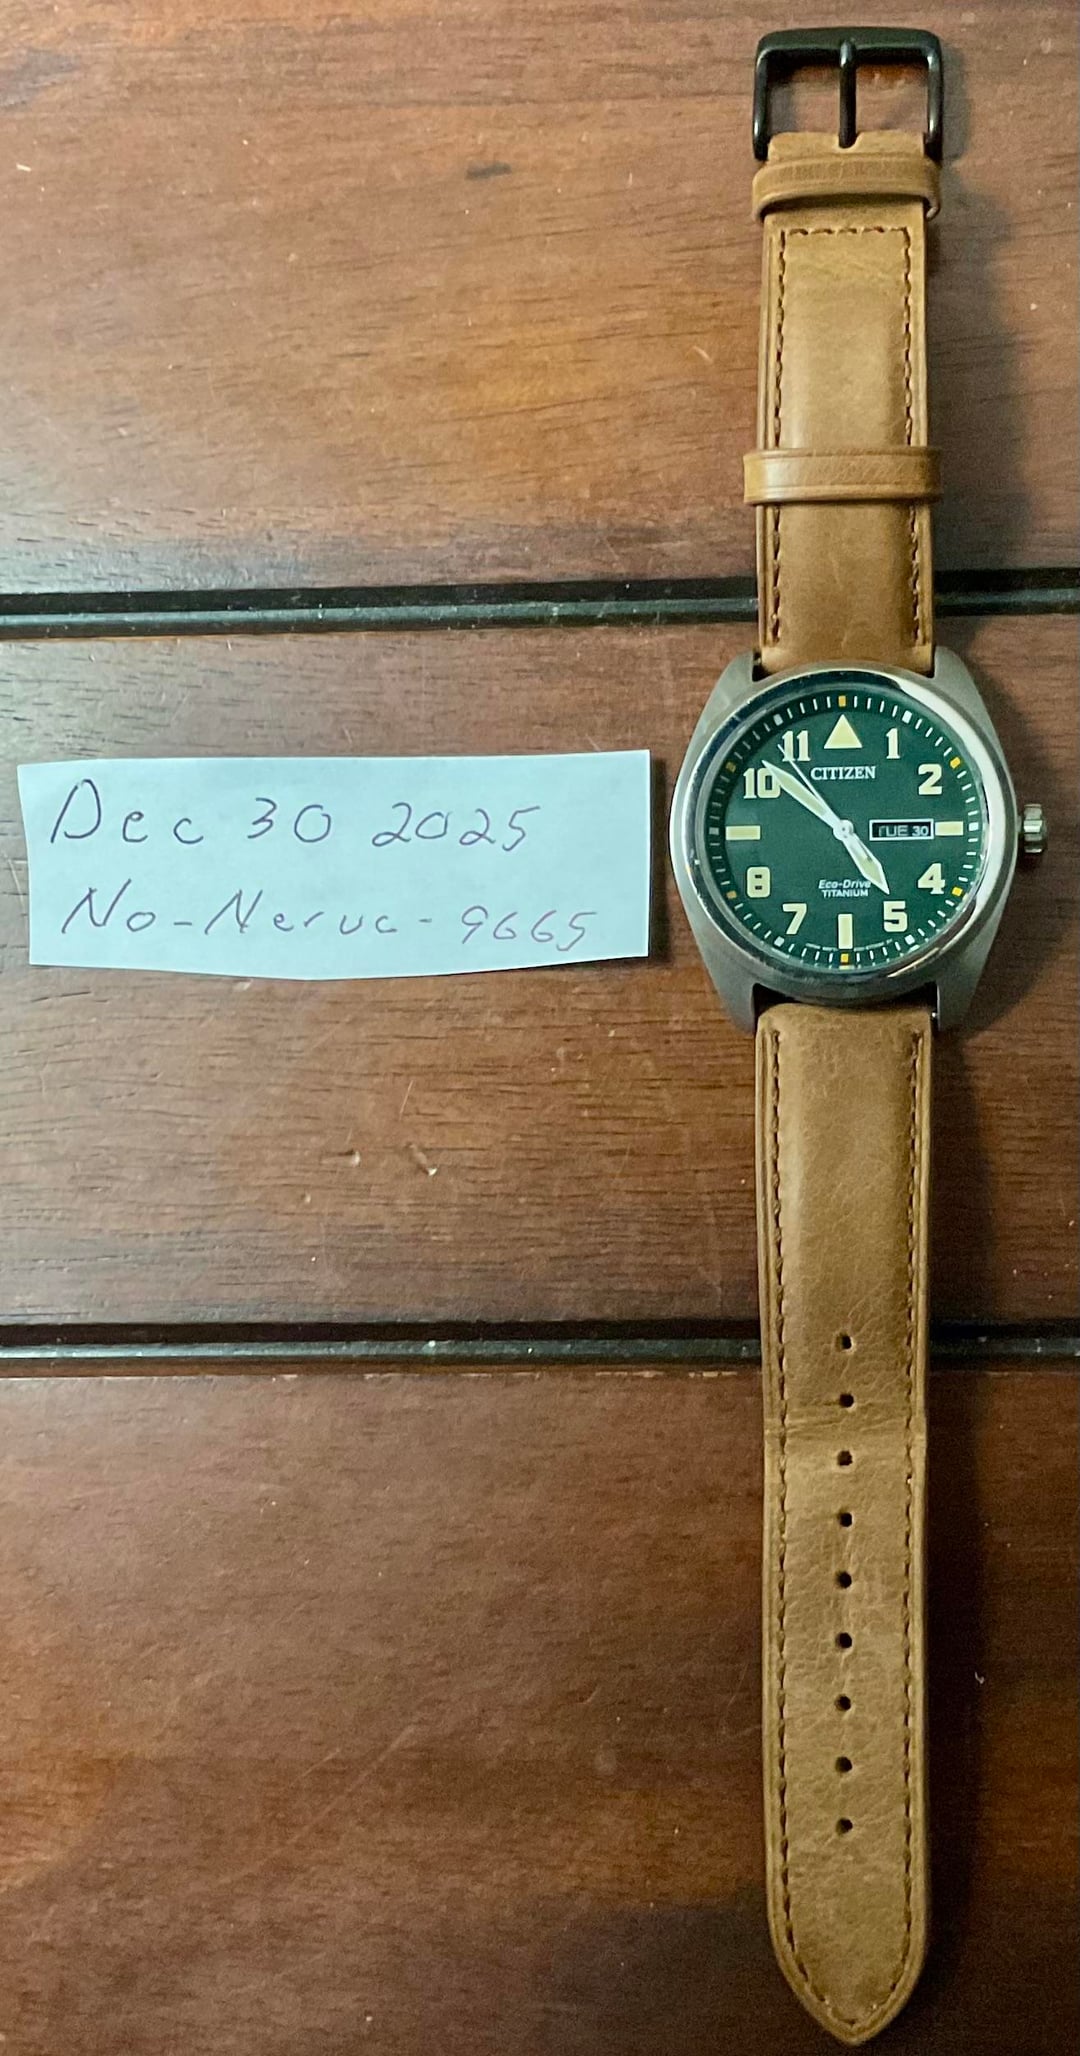 Dec 30 2025
No-Nerve-9665
11 1
10 CITIZEN 2
TUE 30
8 Eco-Drive 4
TITANIUM
7 5